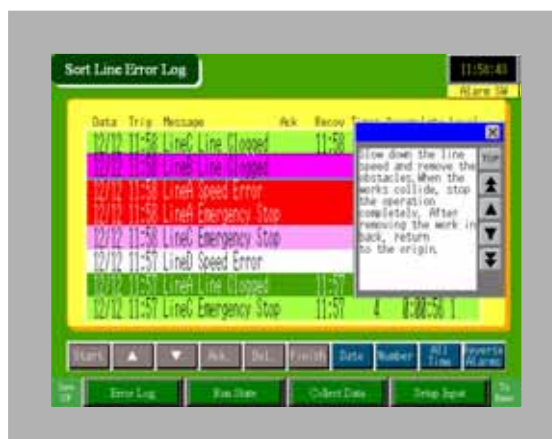 Sort Line Error Log
11:58:48
Alarm SW
Data Trig Message Ack Recov
12/12 11:58 LineC Line Clogged 11:58
12/12 11:58 LineB Line Clogged
12/12 11:58 LineA Speed Error
12/12 11:58 LineA Emergency Stop
12/12 11:58 LineC Emergency Stop
12/12 11:57 LineD Speed Error
12/12 11:57 LineA Line Clogged 11:57
12/12 11:57 LineC Emergency Stop 11:57 4 0:00:56 1
Slow down the line
speed and remove the
obstacles.When the
works collide, stop
the operation
completely. After
removing the work in
back, return
to the origin.
TOP
Start Ack. Del. Finish Date Number All Time Reverse Alarms
Error Log Run State Collect Data Setup Input